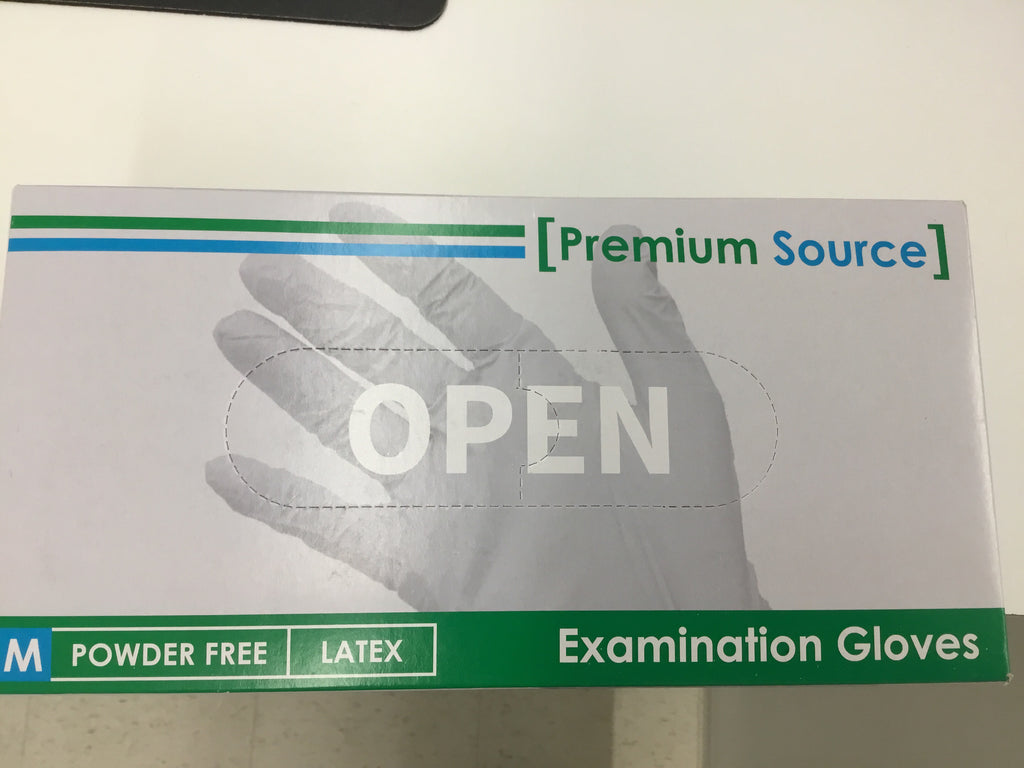 [Premium Source]
OPEN
M POWDER FREE LATEX Examination Gloves